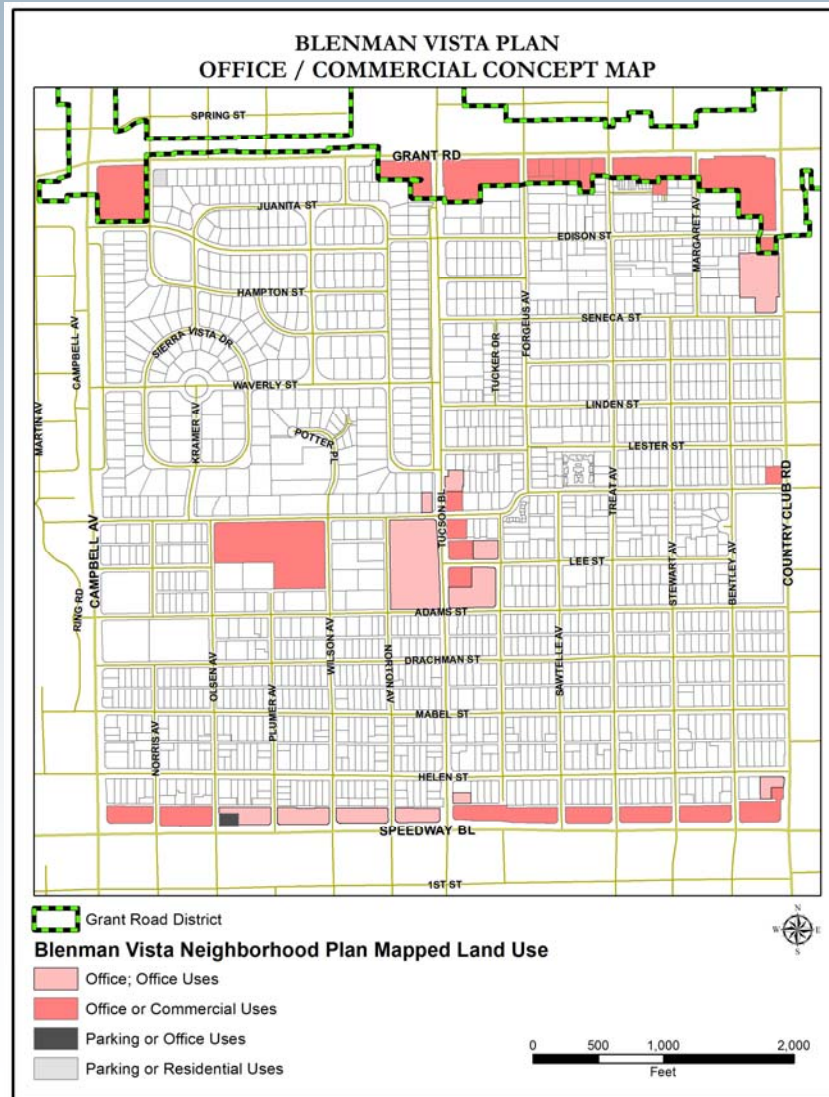 BLENMAN VISTA PLAN
OFFICE / COMMERCIAL CONCEPT MAP
SPRING ST
GRANT RD
JUANITA ST
EDISON ST
MARGARET AV
HAMPTON ST
SENECA ST
CAMPBELL AV
SIERRA VISTA DR
TUCKER DR
FORGEUS AV
WAVERLY ST
LINDEN ST
MARTIN AV
KRAMER AV
POTTER PL
LESTER ST
TREAT AV
COUNTRY CLUB RD
TUCSON BL
CAMPBELL AV
RING RD
LEE ST
STEWART AV
BENTLEY AV
ADAMS ST
OLSEN AV
WILSON AV
NORTON AV
DRACHMAN ST
SAWTELLE AV
PLUMER AV
MABEL ST
NORRIS AV
HELEN ST
SPEEDWAY BL
1ST ST
Grant Road District
N
W
E
S
Blenman Vista Neighborhood Plan Mapped Land Use
Office; Office Uses
Office or Commercial Uses
Parking or Office Uses
Parking or Residential Uses
0 500 1,000 2,000
Feet